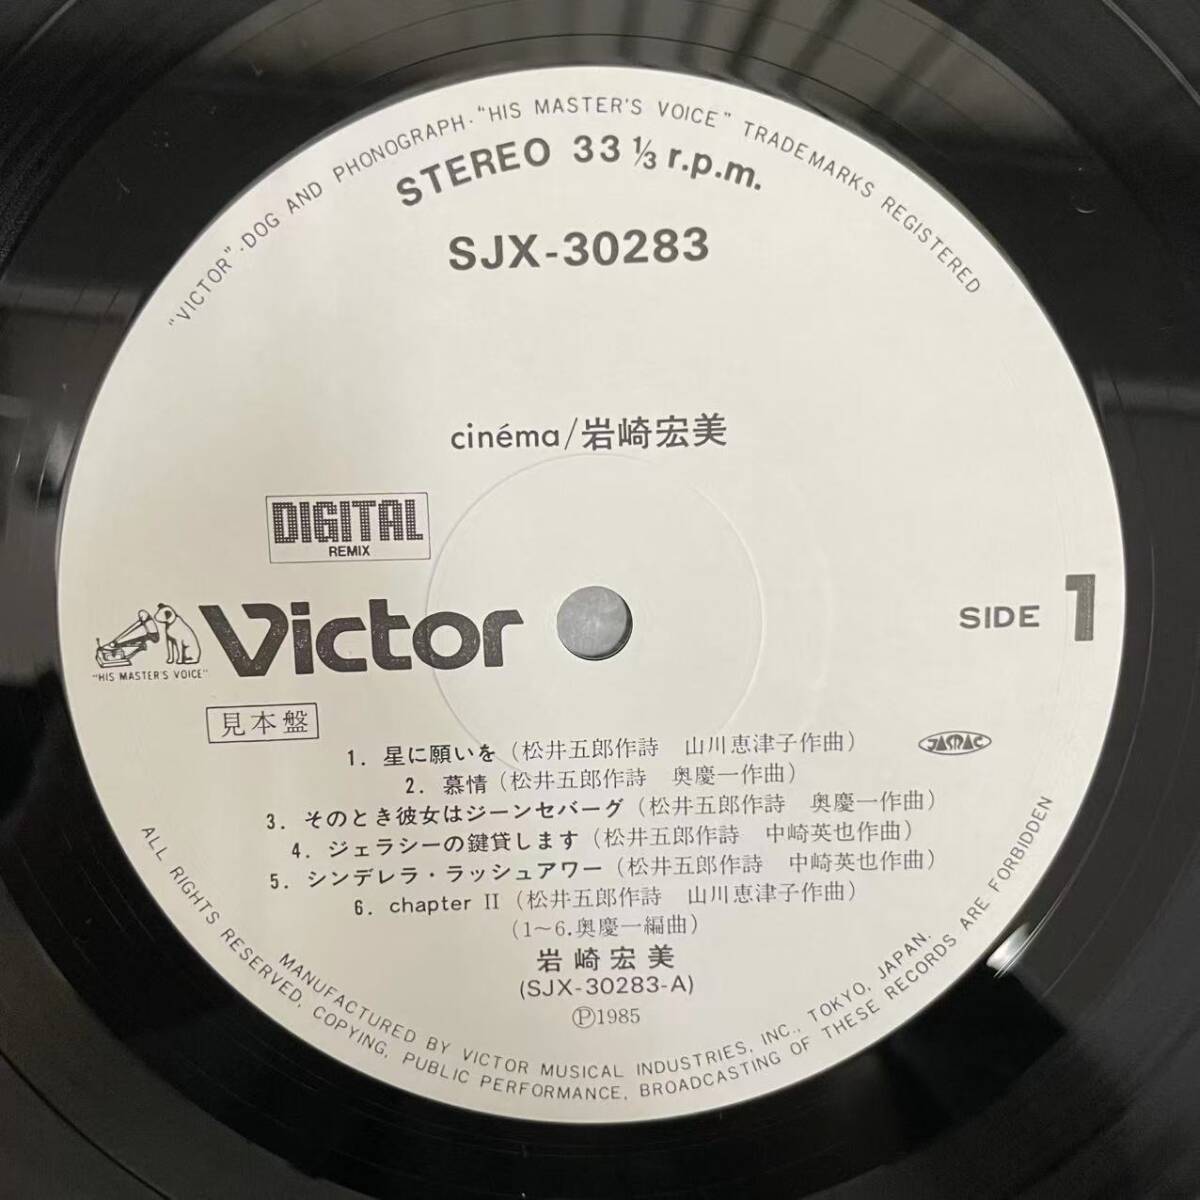 "VICTOR"·DOG AND PHONOGRAPH·"HIS MASTER'S VOICE" TRADEMARKS REGISTERED
STEREO 33 1/3 r.p.m.
SJX-30283
cinéma/岩崎宏美
DIGITAL
REMIX
Victor
"HIS MASTER'S VOICE"
SIDE 1
見本盤
JASRAC
1. 星に願いを (松井五郎作詩 山川恵津子作曲)
2. 慕情 (松井五郎作詩 奥慶一作曲)
3. そのとき彼女はジーンセバーグ (松井五郎作詩 奥慶一作曲)
4. ジェラシーの鍵貸します (松井五郎作詩 中崎英也作曲)
5. シンデレラ・ラッシュアワー (松井五郎作詩 中崎英也作曲)
6. chapter II (松井五郎作詩 山川恵津子作曲)
(1〜6.奥慶一編曲)
岩崎宏美
(SJX-30283-A)
Ⓟ1985
MANUFACTURED BY VICTOR MUSICAL INDUSTRIES, INC., TOKYO, JAPAN.
ALL RIGHTS RESERVED, COPYING, PUBLIC PERFORMANCE, BROADCASTING OF THESE RECORDS ARE FORBIDDEN